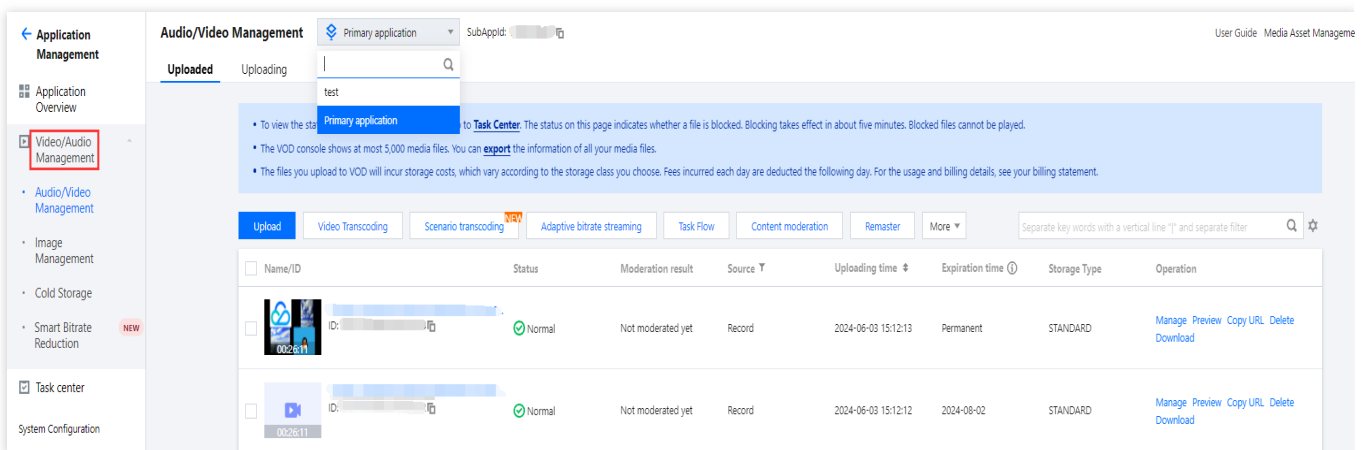 Application
Management
Audio/Video Management
Primary application
SubAppId:
User Guide Media Asset Manageme
Uploaded
Uploading
test
Primary application
Application
Overview
Video/Audio
Management
Audio/Video
Management
Image
Management
Cold Storage
Smart Bitrate
Reduction
NEW
Task center
System Configuration
• To view the sta
to Task Center. The status on this page indicates whether a file is blocked. Blocking takes effect in about five minutes. Blocked files cannot be played.
• The VOD console shows at most 5,000 media files. You can export the information of all your media files.
• The files you upload to VOD will incur storage costs, which vary according to the storage class you choose. Fees incurred each day are deducted the following day. For the usage and billing details, see your billing statement.
Upload Video Transcoding Scenario transcoding NEW Adaptive bitrate streaming Task Flow Content moderation Remaster More
Separate key words with a vertical line "|" and separate filter
Name/ID Status Moderation result Source Uploading time Expiration time Storage Type Operation
00:26:11 ID: Normal Not moderated yet Record 2024-06-03 15:12:13 Permanent STANDARD Manage Preview Copy URL Delete
Download
00:26:11 ID: Normal Not moderated yet Record 2024-06-03 15:12:12 2024-08-02 STANDARD Manage Preview Copy URL Delete
Download